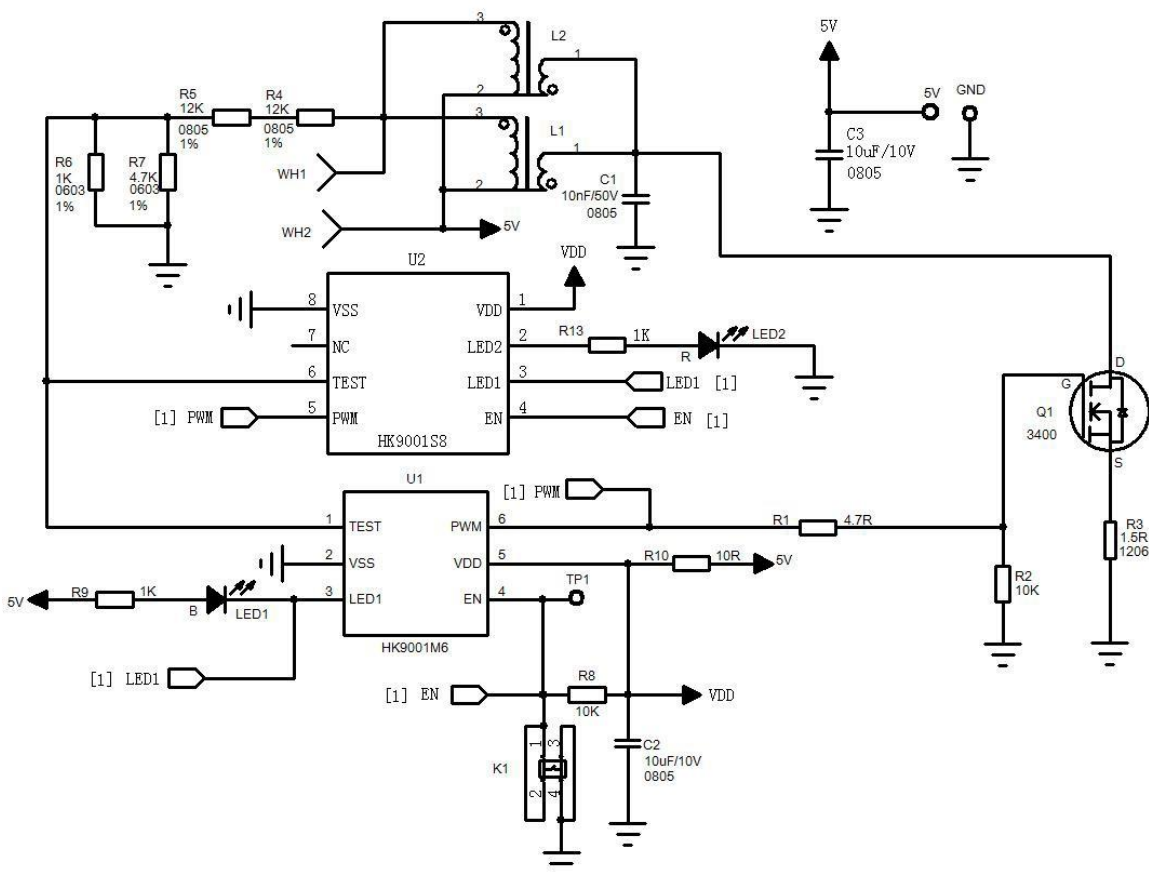 3
L2
1
2
5V
5V
GND
C3
10uF/10V
0805
R5
12K
0805
1%
R4
12K
0805
1%
3
L1
1
2
R6
1K
0603
1%
R7
4.7K
0603
1%
WH1
WH2
5V
C1
10nF/50V
0805
U2
VDD
8 VSS
VDD 1
7 NC
LED2 2
R13
1K
R
LED2
6 TEST
LED1 3
LED1 [1]
[1] PWM
5 PWM
EN 4
EN [1]
HK9001S8
D
G
Q1
3400
S
U1
[1] PWM
1 TEST
PWM 6
R1
4.7R
R3
1.5R
1206
2 VSS
VDD 5
R10
10R
5V
R2
10K
5V
R9
1K
B
LED1
3 LED1
EN 4
TP1
HK9001M6
[1] LED1
[1] EN
R8
10K
VDD
K1
1
3
2
4
C2
10uF/10V
0805